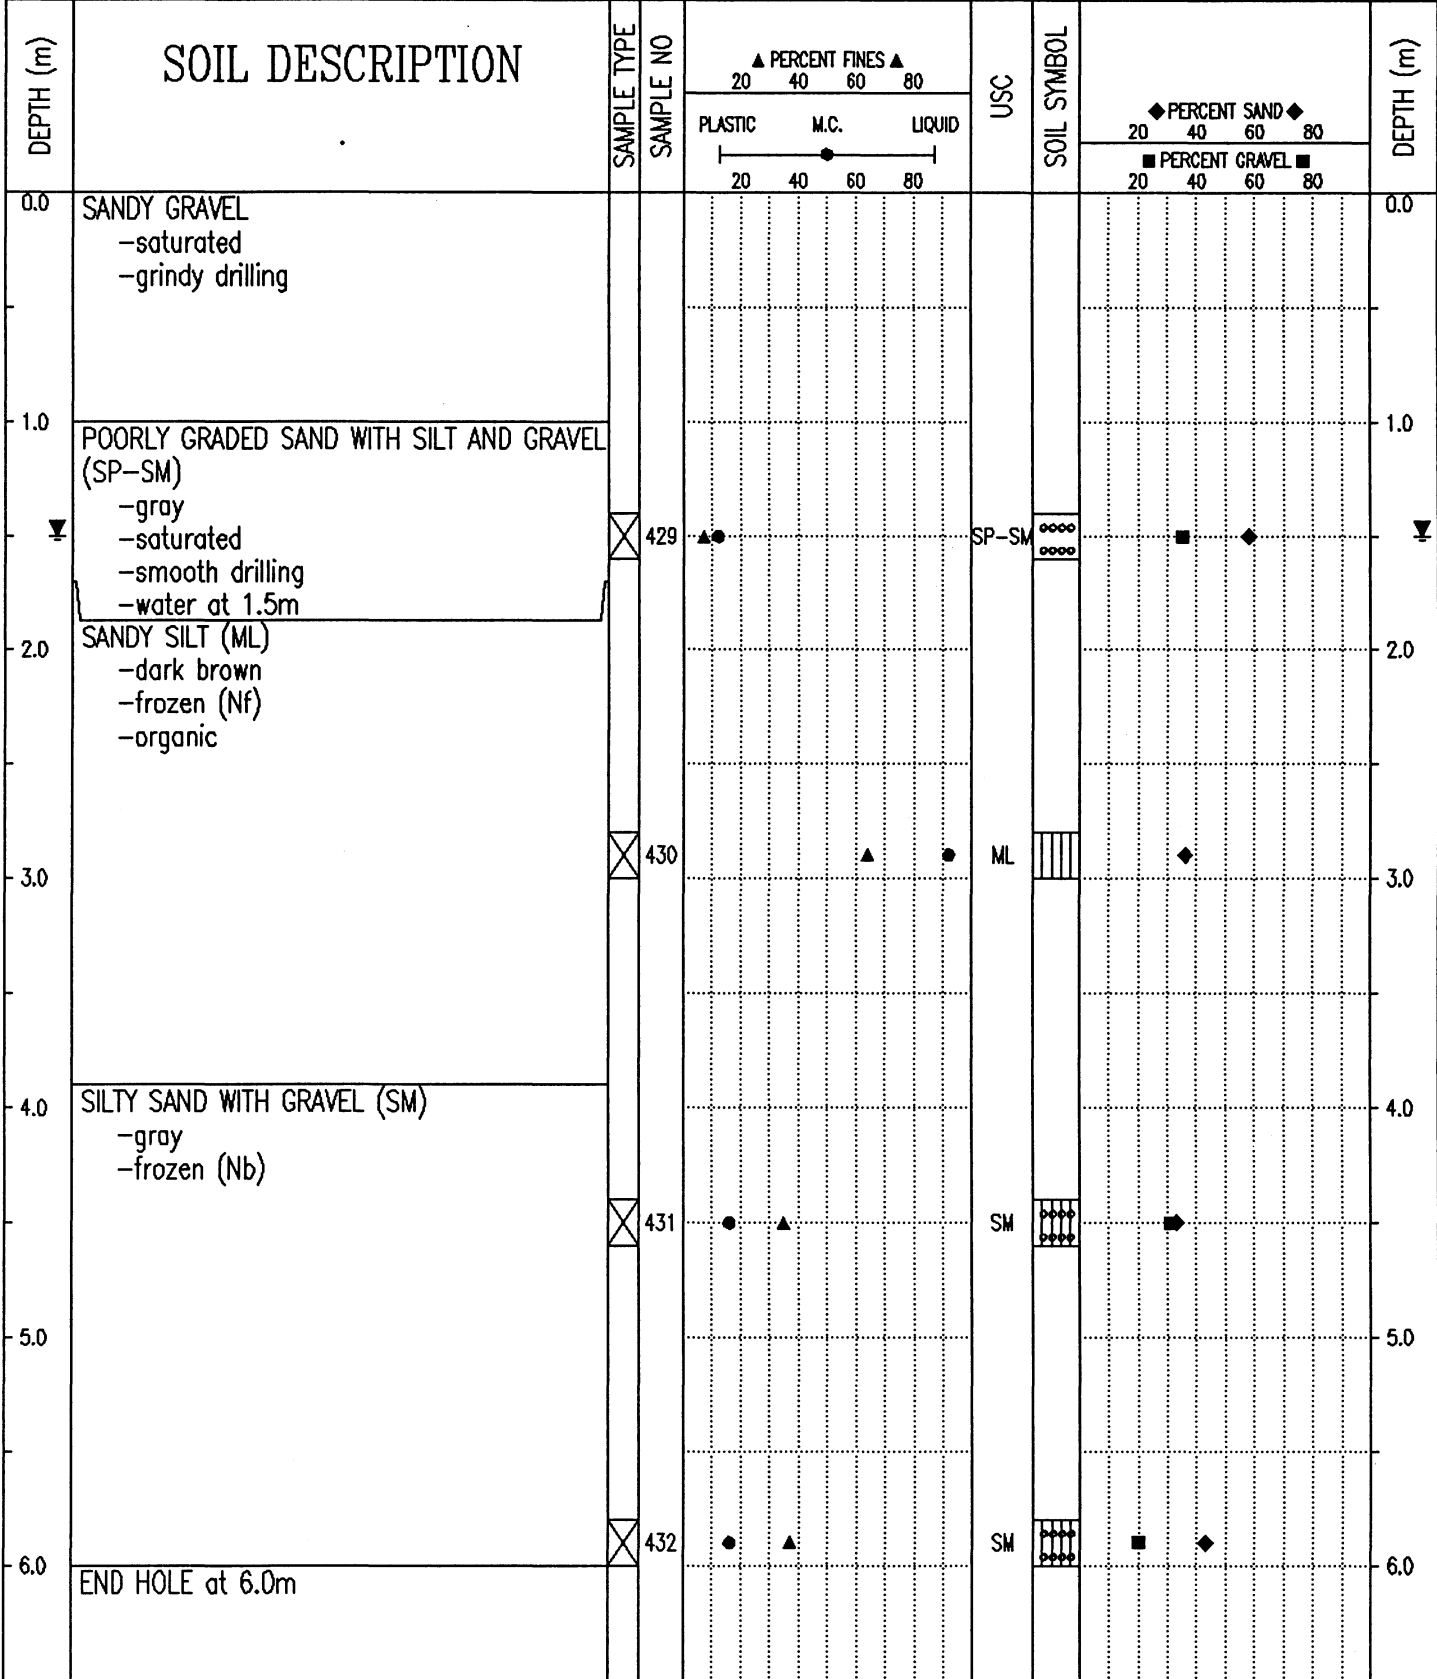 DEPTH (m)
SOIL DESCRIPTION
SAMPLE TYPE
SAMPLE NO
▲ PERCENT FINES ▲
20 40 60 80
PLASTIC M.C. LIQUID
20 40 60 80
USC
SOIL SYMBOL
◆ PERCENT SAND ◆
20 40 60 80
■ PERCENT GRAVEL ■
20 40 60 80
DEPTH (m)
0.0 0.0
SANDY GRAVEL
-saturated
-grindy drilling
1.0 1.0
POORLY GRADED SAND WITH SILT AND GRAVEL
(SP-SM)
-gray
-saturated
429 SP-SM
-smooth drilling
-water at 1.5m
SANDY SILT (ML)
2.0 2.0
-dark brown
-frozen (Nf)
-organic
430 ML
3.0 3.0
SILTY SAND WITH GRAVEL (SM)
4.0 4.0
-gray
-frozen (Nb)
431 SM
5.0 5.0
432 SM
6.0 6.0
END HOLE at 6.0m